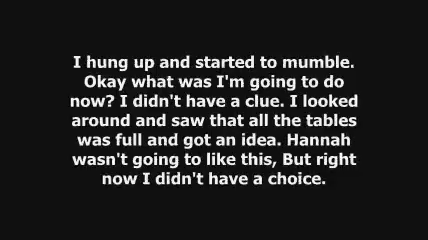 I hung up and started to mumble.
Okay what was I'm going to do
now? I didn't have a clue. I looked
around and saw that all the tables
was full and got an idea. Hannah
wasn't going to like this, But right
now I didn't have a choice.